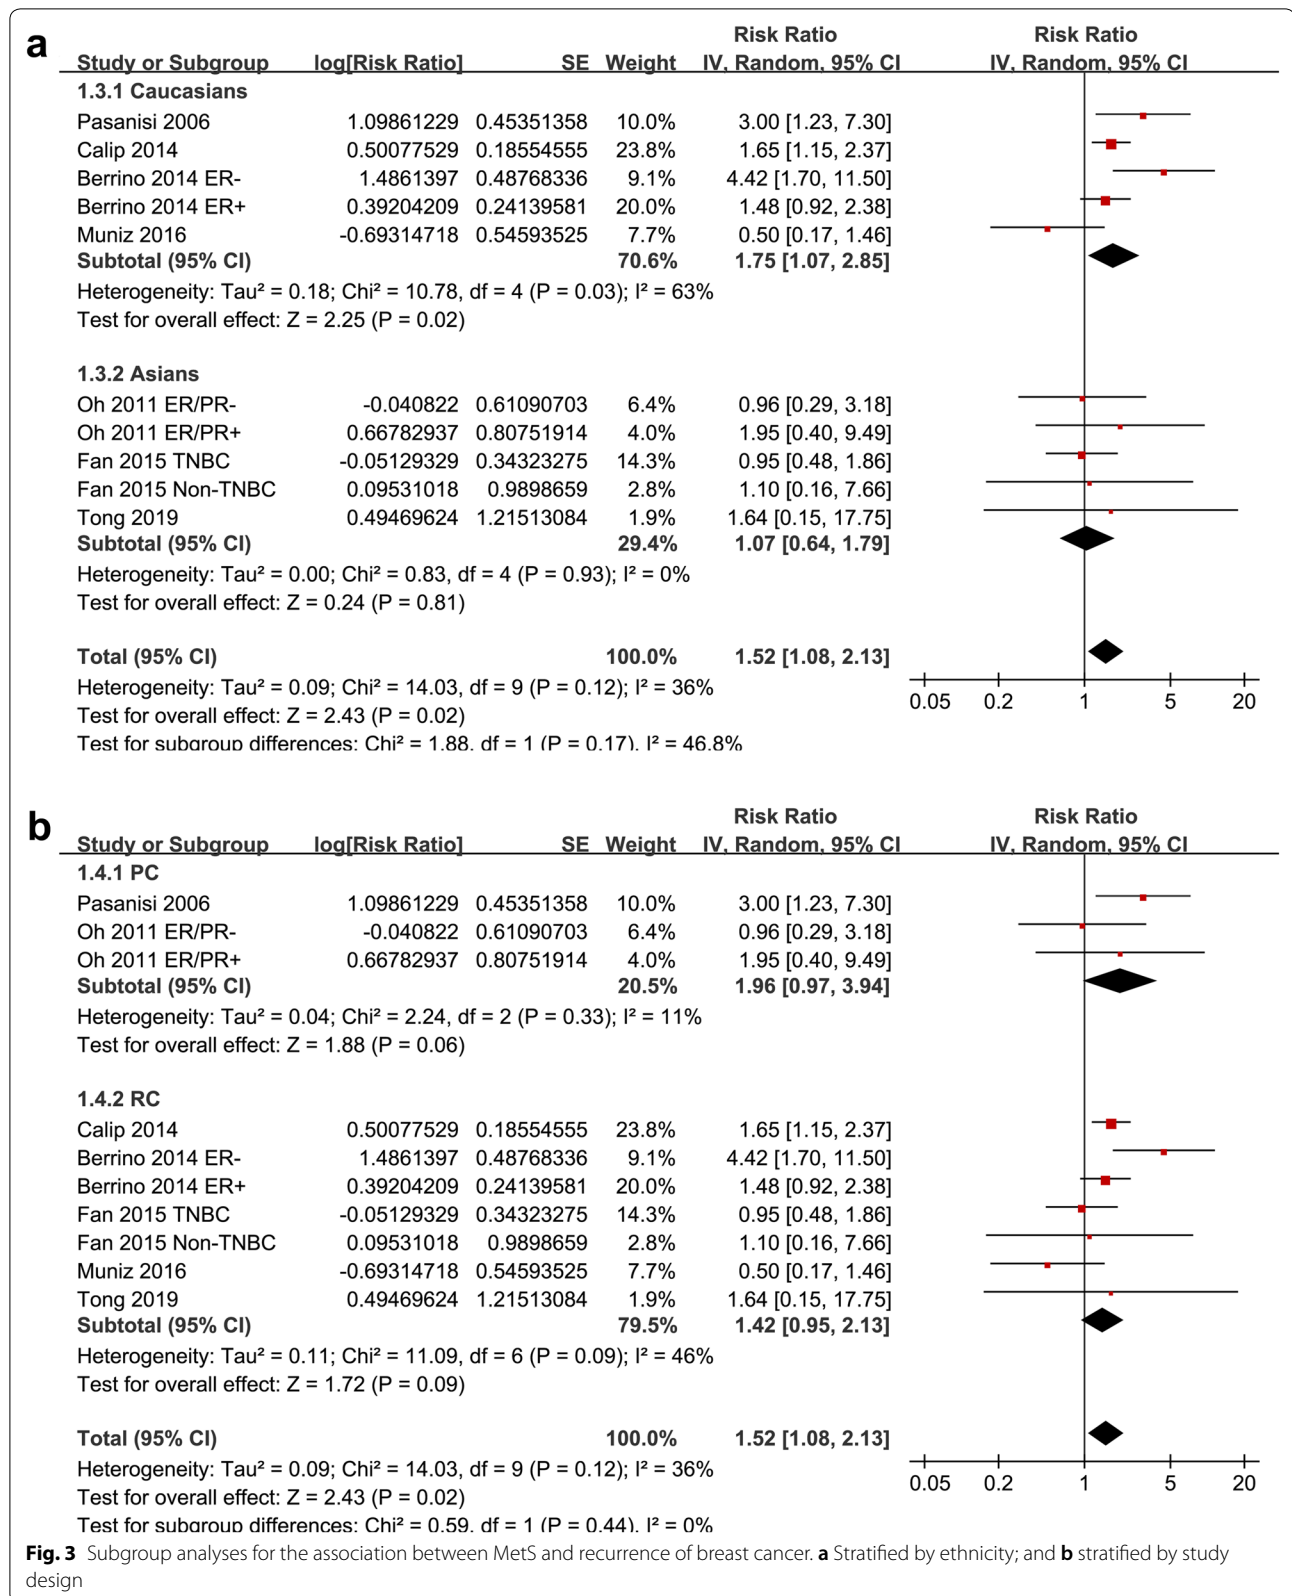 a
Risk Ratio Risk Ratio
Study or Subgroup log[Risk Ratio] SE Weight IV, Random, 95% CI IV, Random, 95% CI
1.3.1 Caucasians
Pasanisi 2006 1.09861229 0.45351358 10.0% 3.00 [1.23, 7.30]
Calip 2014 0.50077529 0.18554555 23.8% 1.65 [1.15, 2.37]
Berrino 2014 ER- 1.4861397 0.48768336 9.1% 4.42 [1.70, 11.50]
Berrino 2014 ER+ 0.39204209 0.24139581 20.0% 1.48 [0.92, 2.38]
Muniz 2016 -0.69314718 0.54593525 7.7% 0.50 [0.17, 1.46]
Subtotal (95% CI) 70.6% 1.75 [1.07, 2.85]
Heterogeneity: Tau² = 0.18; Chi² = 10.78, df = 4 (P = 0.03); I² = 63%
Test for overall effect: Z = 2.25 (P = 0.02)
1.3.2 Asians
Oh 2011 ER/PR- -0.040822 0.61090703 6.4% 0.96 [0.29, 3.18]
Oh 2011 ER/PR+ 0.66782937 0.80751914 4.0% 1.95 [0.40, 9.49]
Fan 2015 TNBC -0.05129329 0.34323275 14.3% 0.95 [0.48, 1.86]
Fan 2015 Non-TNBC 0.09531018 0.9898659 2.8% 1.10 [0.16, 7.66]
Tong 2019 0.49469624 1.21513084 1.9% 1.64 [0.15, 17.75]
Subtotal (95% CI) 29.4% 1.07 [0.64, 1.79]
Heterogeneity: Tau² = 0.00; Chi² = 0.83, df = 4 (P = 0.93); I² = 0%
Test for overall effect: Z = 0.24 (P = 0.81)
Total (95% CI) 100.0% 1.52 [1.08, 2.13]
Heterogeneity: Tau² = 0.09; Chi² = 14.03, df = 9 (P = 0.12); I² = 36%
Test for overall effect: Z = 2.43 (P = 0.02)
Test for subgroup differences: Chi² = 1.88, df = 1 (P = 0.17), I² = 46.8%
0.05 0.2 1 5 20
b
Risk Ratio Risk Ratio
Study or Subgroup log[Risk Ratio] SE Weight IV, Random, 95% CI IV, Random, 95% CI
1.4.1 PC
Pasanisi 2006 1.09861229 0.45351358 10.0% 3.00 [1.23, 7.30]
Oh 2011 ER/PR- -0.040822 0.61090703 6.4% 0.96 [0.29, 3.18]
Oh 2011 ER/PR+ 0.66782937 0.80751914 4.0% 1.95 [0.40, 9.49]
Subtotal (95% CI) 20.5% 1.96 [0.97, 3.94]
Heterogeneity: Tau² = 0.04; Chi² = 2.24, df = 2 (P = 0.33); I² = 11%
Test for overall effect: Z = 1.88 (P = 0.06)
1.4.2 RC
Calip 2014 0.50077529 0.18554555 23.8% 1.65 [1.15, 2.37]
Berrino 2014 ER- 1.4861397 0.48768336 9.1% 4.42 [1.70, 11.50]
Berrino 2014 ER+ 0.39204209 0.24139581 20.0% 1.48 [0.92, 2.38]
Fan 2015 TNBC -0.05129329 0.34323275 14.3% 0.95 [0.48, 1.86]
Fan 2015 Non-TNBC 0.09531018 0.9898659 2.8% 1.10 [0.16, 7.66]
Muniz 2016 -0.69314718 0.54593525 7.7% 0.50 [0.17, 1.46]
Tong 2019 0.49469624 1.21513084 1.9% 1.64 [0.15, 17.75]
Subtotal (95% CI) 79.5% 1.42 [0.95, 2.13]
Heterogeneity: Tau² = 0.11; Chi² = 11.09, df = 6 (P = 0.09); I² = 46%
Test for overall effect: Z = 1.72 (P = 0.09)
Total (95% CI) 100.0% 1.52 [1.08, 2.13]
Heterogeneity: Tau² = 0.09; Chi² = 14.03, df = 9 (P = 0.12); I² = 36%
Test for overall effect: Z = 2.43 (P = 0.02)
Test for subgroup differences: Chi² = 0.59, df = 1 (P = 0.44), I² = 0%
0.05 0.2 1 5 20
Fig. 3 Subgroup analyses for the association between MetS and recurrence of breast cancer. a Stratified by ethnicity; and b stratified by study
design